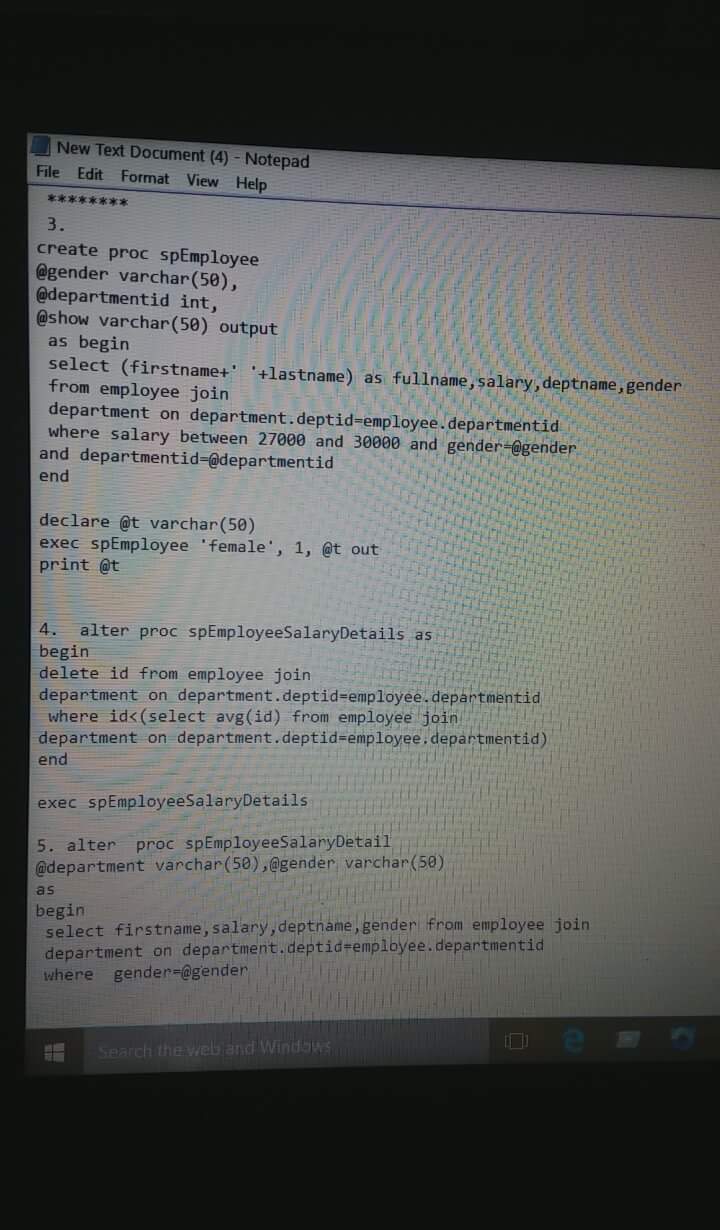 New Text Document (4) - Notepad
File Edit Format View Help
********
3.
create proc spEmployee
@gender varchar(50),
@departmentid int,
@show varchar(50) output
as begin
select (firstname+' '+lastname) as fullname,salary,deptname,gender
from employee join
department on department.deptid=employee.departmentid
where salary between 27000 and 30000 and gender=@gender
and departmentid=@departmentid
end
declare @t varchar(50)
exec spEmployee 'female', 1, @t out
print @t
4. alter proc spEmployeeSalaryDetails as
begin
delete id from employee join
department on department.deptid=employee.departmentid
where id<(select avg(id) from employee join
department on department.deptid=employee.departmentid)
end
exec spEmployeeSalaryDetails
5. alter proc spEmployeeSalaryDetail
@department varchar(50),@gender varchar(50)
as
begin
select firstname,salary,deptname,gender from employee join
department on department.deptid=employee.departmentid
where gender=@gender
Search the web and Windows